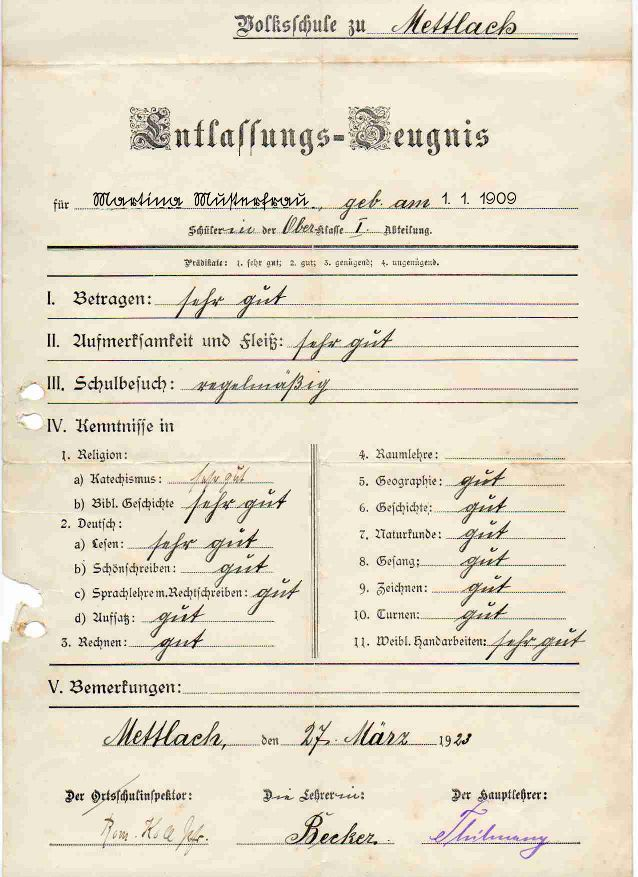 Volksschule zu Mettlach
Entlassungs-Zeugnis
für Martina Musterfrau., geb. am 1. 1. 1909
Schülerin der Ober-Klasse I. Abteilung.
Prädikate: 1. sehr gut; 2. gut; 3. genügend; 4. ungenügend.
I. Betragen: sehr gut
II. Aufmerksamkeit und Fleiß: sehr gut
III. Schulbesuch: regelmäßig
IV. Kenntnisse in
1. Religion:
a) Katechismus: sehr gut
b) Bibl. Geschichte sehr gut
2. Deutsch:
a) Lesen: sehr gut
b) Schönschreiben: gut
c) Sprachlehre m. Rechtschreiben: gut
d) Aufsatz: gut
3. Rechnen: gut
4. Raumlehre:
5. Geographie: gut
6. Geschichte: gut
7. Naturkunde: gut
8. Gesang: gut
9. Zeichnen: gut
10. Turnen: gut
11. Weibl. Handarbeiten: sehr gut
V. Bemerkungen:
Mettlach, den 27. März 1923
Der Ortsschulinspektor: Die Lehrerin: Der Hauptlehrer:
Becker. Thilmany